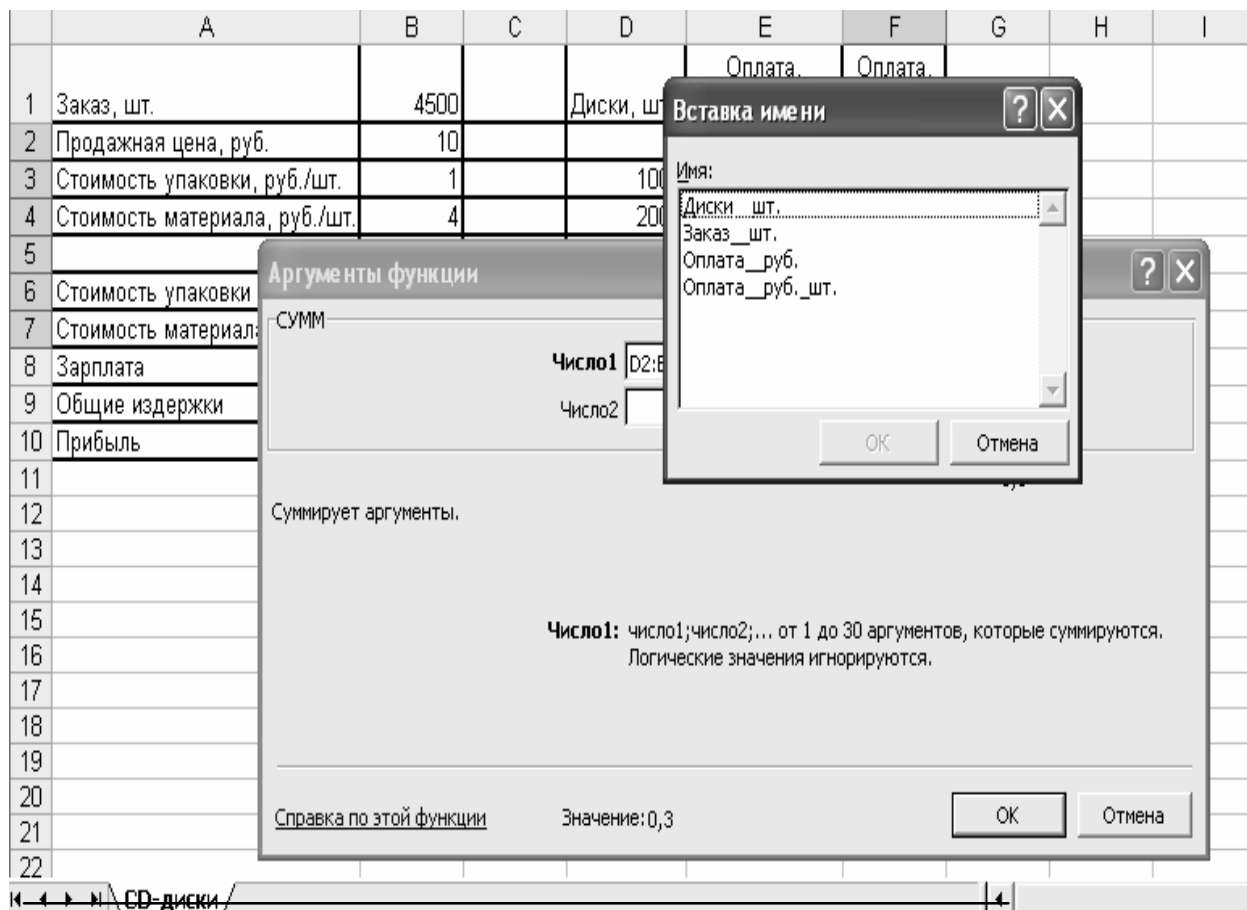 A B C D E F G H I
Оплата, Оплата,
1 Заказ, шт. 4500 Диски, шт
2 Продажная цена, руб. 10
3 Стоимость упаковки, руб./шт. 1 100
4 Стоимость материала, руб./шт. 4 200
5
6 Стоимость упаковки
7 Стоимость материала
8 Зарплата
9 Общие издержки
10 Прибыль
11
12
13
14
15
16
17
18
19
20
21
22
Вставка имени
Имя:
Диски__шт.
Заказ__шт.
Оплата__руб.
Оплата__руб._шт.
ОК Отмена
Аргументы функции
СУММ
Число1 D2:E
Число2
Суммирует аргументы.
Число1: число1;число2;... от 1 до 30 аргументов, которые суммируются.
Логические значения игнорируются.
Справка по этой функции Значение:0,3 ОК Отмена
CD-диски